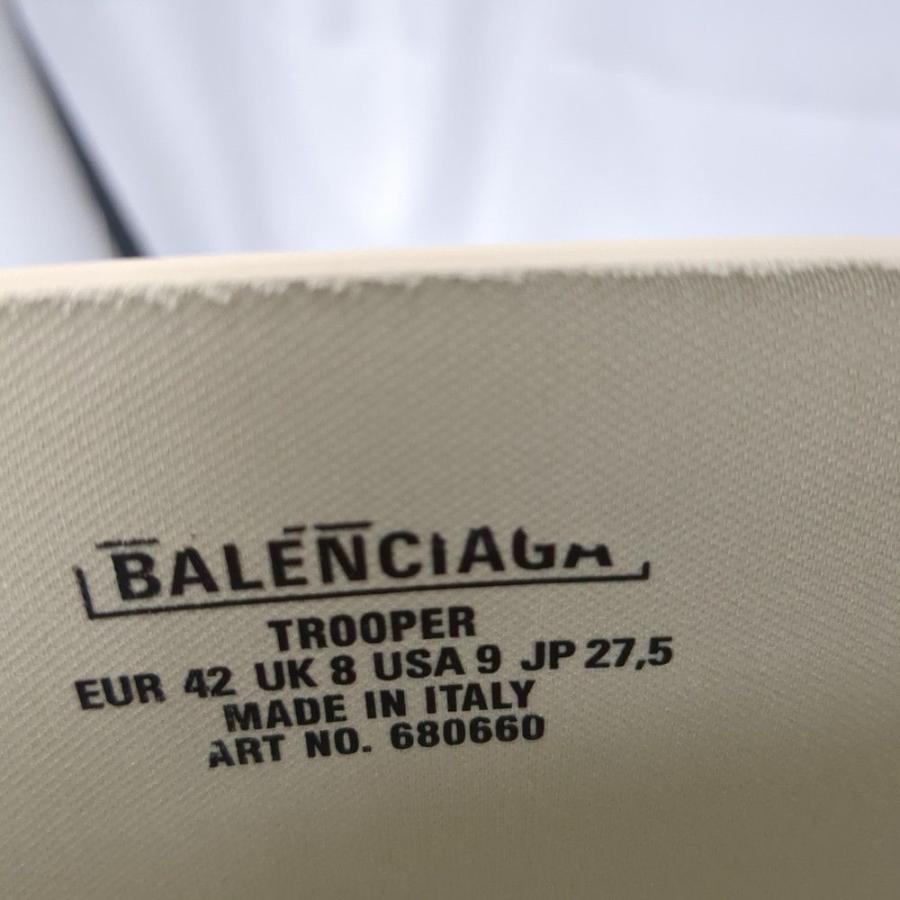 BALENCIAGA
TROOPER
EUR 42 UK 8 USA 9 JP 27,5
MADE IN ITALY
ART NO. 680660